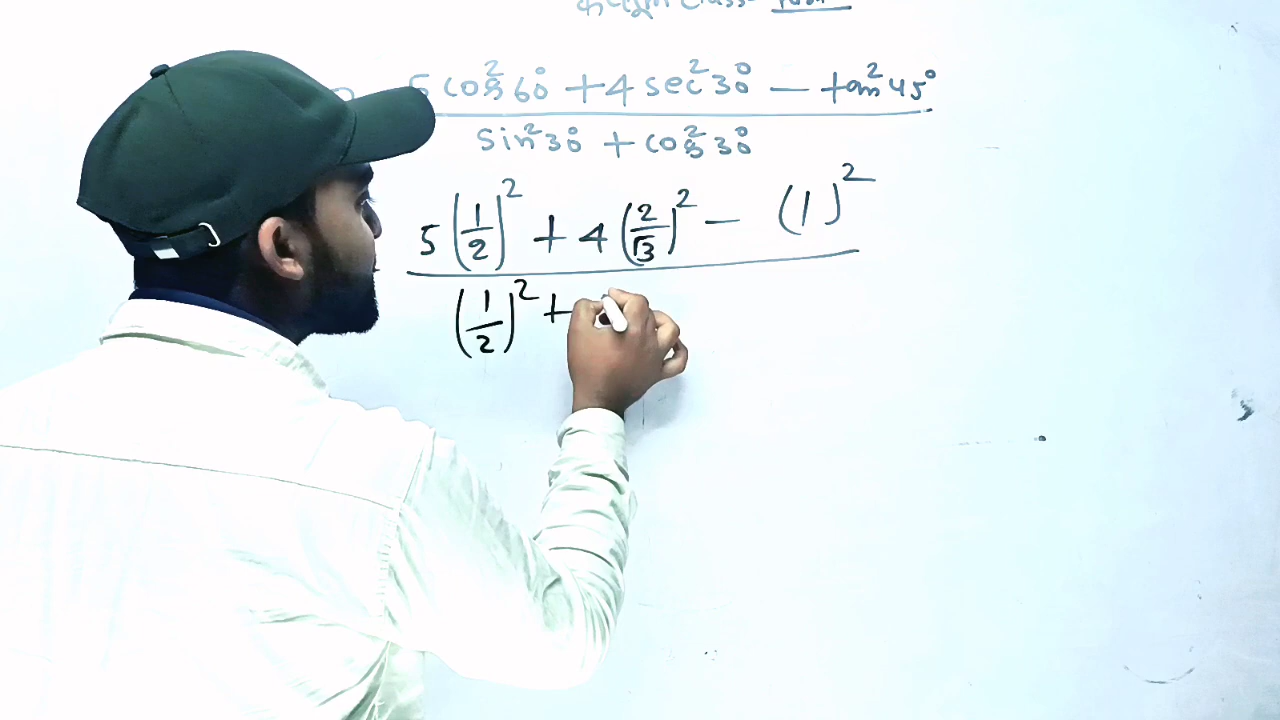 5 cos²60° + 4 sec²30° – tan²45°
sin²30° + cos²30°
5 (1/2)² + 4 (2/√3)² – (1)²
(1/2)² +